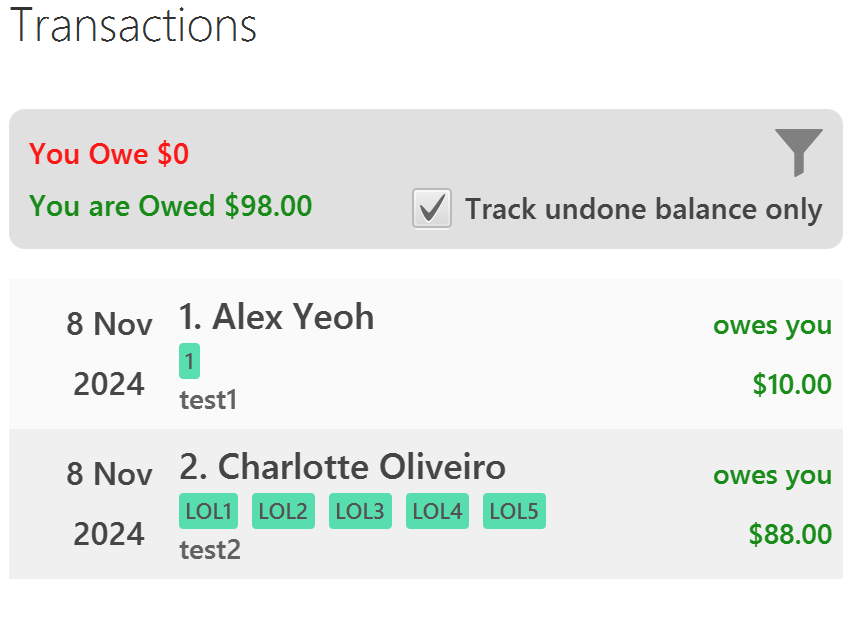 Transactions
You Owe $0
You are Owed $98.00
Track undone balance only
8 Nov
2024
1. Alex Yeoh
1
test1
owes you
$10.00
8 Nov
2024
2. Charlotte Oliveiro
LOL1 LOL2 LOL3 LOL4 LOL5
test2
owes you
$88.00